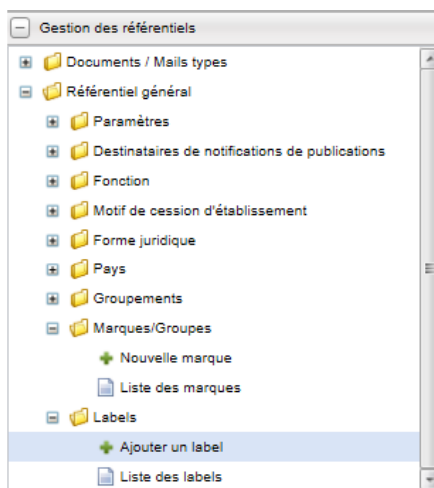 Gestion des référentiels
Documents / Mails types
Référentiel général
Paramètres
Destinataires de notifications de publications
Fonction
Motif de cession d'établissement
Forme juridique
Pays
Groupements
Marques/Groupes
Nouvelle marque
Liste des marques
Labels
Ajouter un label
Liste des labels